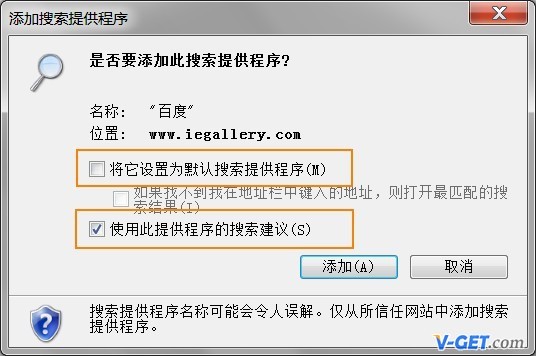 添加搜索提供程序
是否要添加此搜索提供程序?
名称: "百度"
位置: www.iegallery.com
将它设置为默认搜索提供程序(M)
如果找不到我在地址栏中键入的地址，则打开最匹配的搜
索结果(I)
使用此提供程序的搜索建议(S)
添加(A)
取消
搜索提供程序名称可能会令人误解。仅从所信任网站中添加搜索
提供程序。
V-GET.com